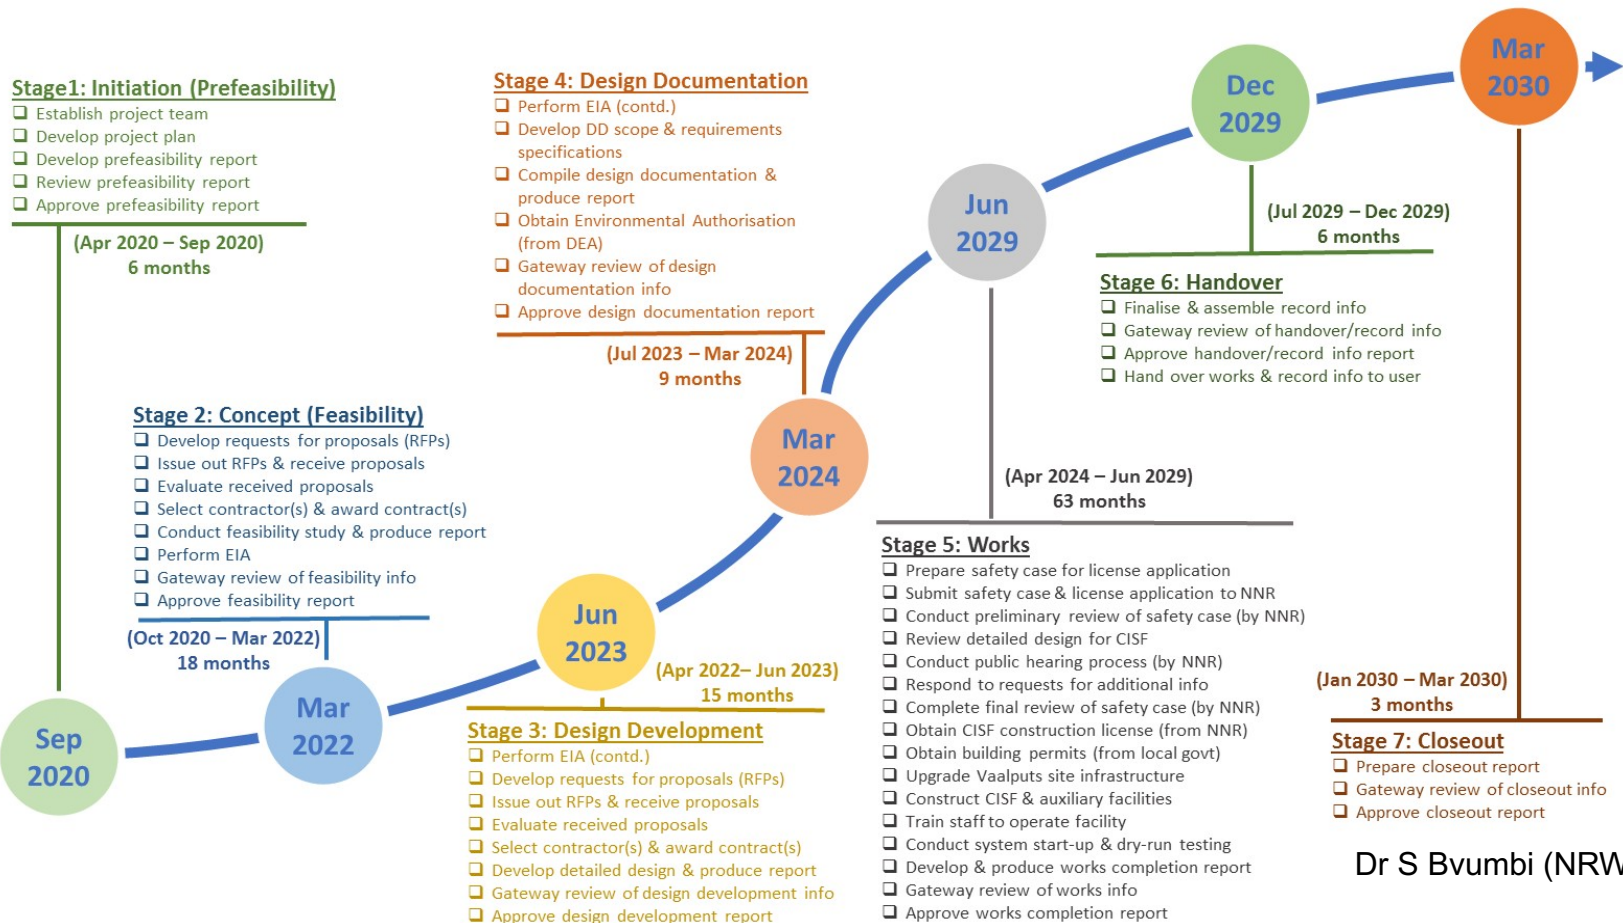 Stage1: Initiation (Prefeasibility)
❑ Establish project team
❑ Develop project plan
❑ Develop prefeasibility report
❑ Review prefeasibility report
❑ Approve prefeasibility report
(Apr 2020 – Sep 2020)
6 months
Sep
2020
Stage 2: Concept (Feasibility)
❑ Develop requests for proposals (RFPs)
❑ Issue out RFPs & receive proposals
❑ Evaluate received proposals
❑ Select contractor(s) & award contract(s)
❑ Conduct feasibility study & produce report
❑ Perform EIA
❑ Gateway review of feasibility info
❑ Approve feasibility report
(Oct 2020 – Mar 2022)
18 months
Mar
2022
Jun
2023
(Apr 2022– Jun 2023)
15 months
Stage 3: Design Development
❑ Perform EIA (contd.)
❑ Develop requests for proposals (RFPs)
❑ Issue out RFPs & receive proposals
❑ Evaluate received proposals
❑ Select contractor(s) & award contract(s)
❑ Develop detailed design & produce report
❑ Gateway review of design development info
❑ Approve design development report
Stage 4: Design Documentation
❑ Perform EIA (contd.)
❑ Develop DD scope & requirements
specifications
❑ Compile design documentation &
produce report
❑ Obtain Environmental Authorisation
(from DEA)
❑ Gateway review of design
documentation info
❑ Approve design documentation report
(Jul 2023 – Mar 2024)
9 months
Mar
2024
Jun
2029
(Apr 2024 – Jun 2029)
63 months
Stage 5: Works
❑ Prepare safety case for license application
❑ Submit safety case & license application to NNR
❑ Conduct preliminary review of safety case (by NNR)
❑ Review detailed design for CISF
❑ Conduct public hearing process (by NNR)
❑ Respond to requests for additional info
❑ Complete final review of safety case (by NNR)
❑ Obtain CISF construction license (from NNR)
❑ Obtain building permits (from local govt)
❑ Upgrade Vaalputs site infrastructure
❑ Construct CISF & auxiliary facilities
❑ Train staff to operate facility
❑ Conduct system start-up & dry-run testing
❑ Develop & produce works completion report
❑ Gateway review of works info
❑ Approve works completion report
Dec
2029
(Jul 2029 – Dec 2029)
6 months
Stage 6: Handover
❑ Finalise & assemble record info
❑ Gateway review of handover/record info
❑ Approve handover/record info report
❑ Hand over works & record info to user
Mar
2030
(Jan 2030 – Mar 2030)
3 months
Stage 7: Closeout
❑ Prepare closeout report
❑ Gateway review of closeout info
❑ Approve closeout report
Dr S Bvumbi (NRW